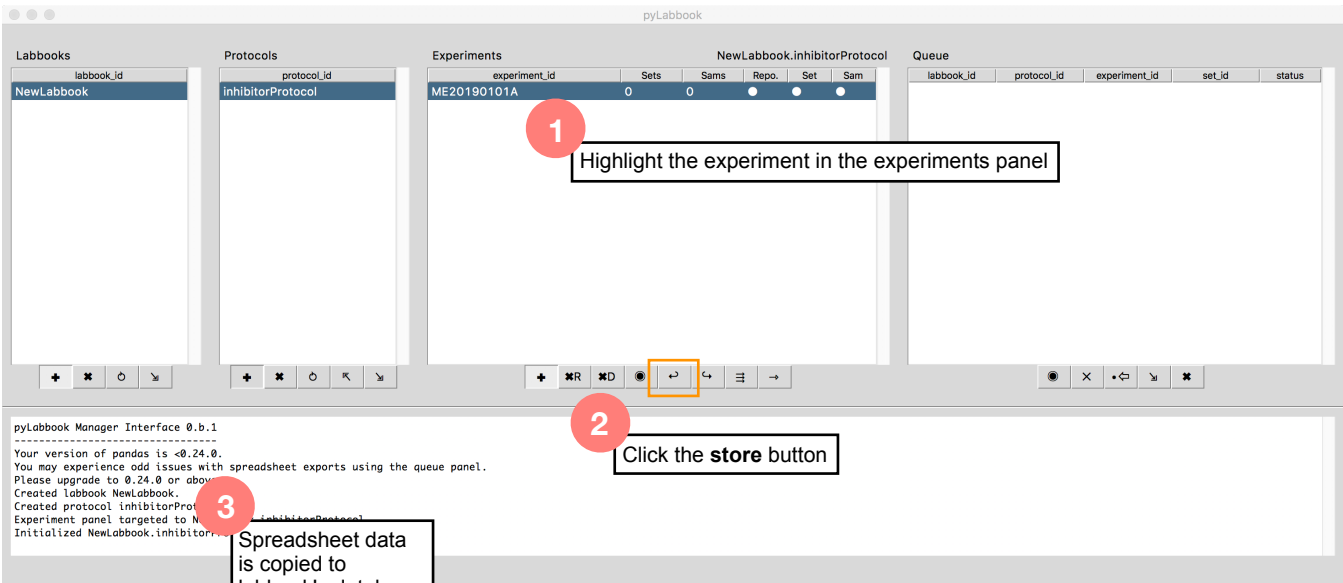 pyLabbook
Labbooks
Protocols
Experiments
NewLabbook.inhibitorProtocol
Queue
labbook_id
protocol_id
experiment_id Sets Sams Repo. Set Sam
labbook_id protocol_id experiment_id set_id status
NewLabbook
inhibitorProtocol
ME20190101A 0 0
1
Highlight the experiment in the experiments panel
R
D
2
Click the store button
pyLabbook Manager Interface 0.b.1
---------------------------------
Your version of pandas is <0.24.0.
You may experience odd issues with spreadsheet exports using the queue panel.
Please upgrade to 0.24.0 or
Created labbook NewLabbook.
Created protocol
Experiment panel targeted to
Initialized
3
Spreadsheet data
is copied to